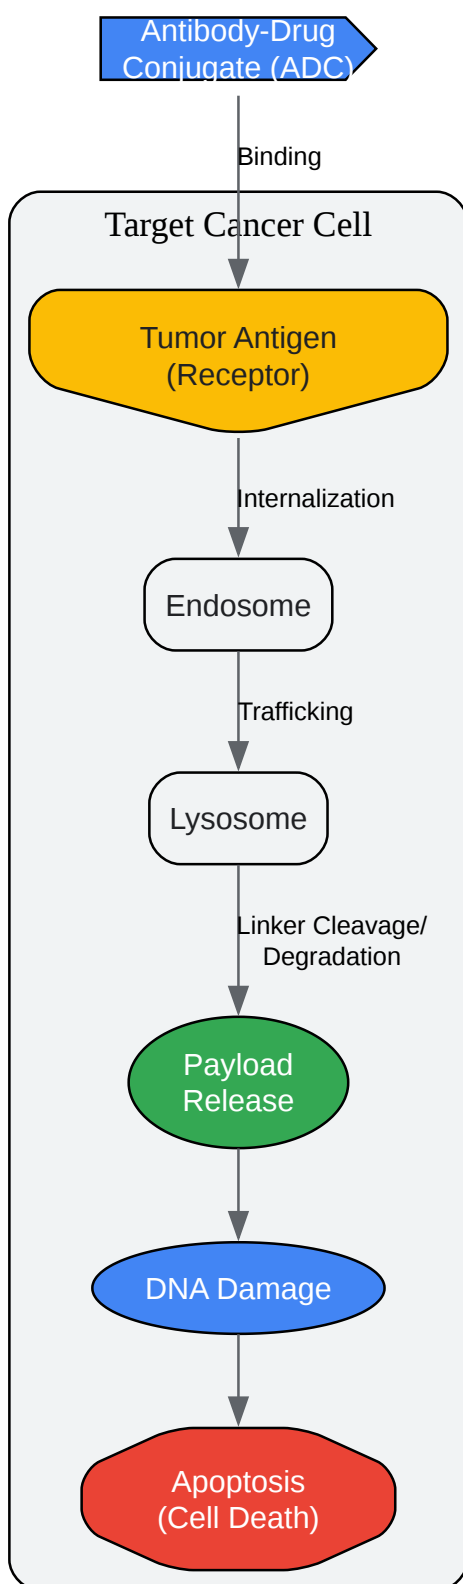 Antibody-Drug
Conjugate (ADC)
Binding
Target Cancer Cell
Tumor Antigen
(Receptor)
Internalization
Endosome
Trafficking
Lysosome
Linker Cleavage/
Degradation
Payload
Release
DNA Damage
Apoptosis
(Cell Death)